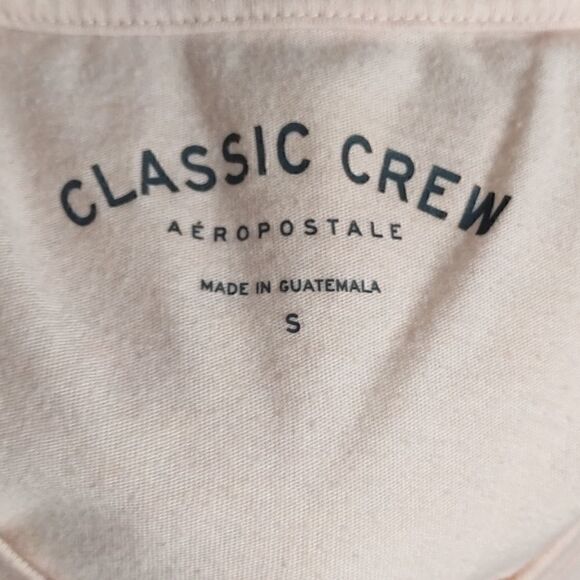 CLASSIC CREW
AÉROPOSTALE
MADE IN GUATEMALA
S